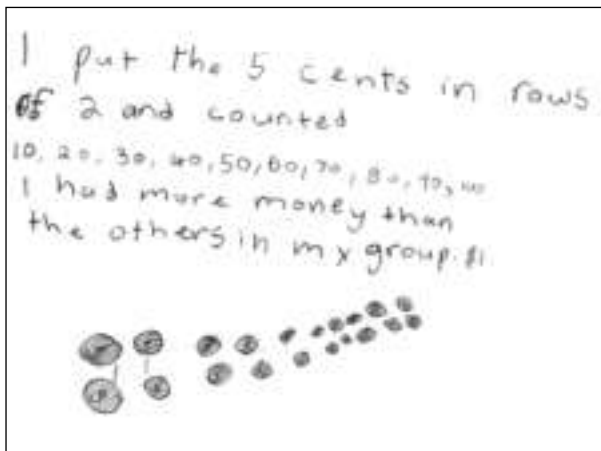 I put the 5 cents in rows
of 2 and counted
10, 20, 30, 40, 50, 60, 70, 80, 90, 100
I had more money than
the others in my group. $1.